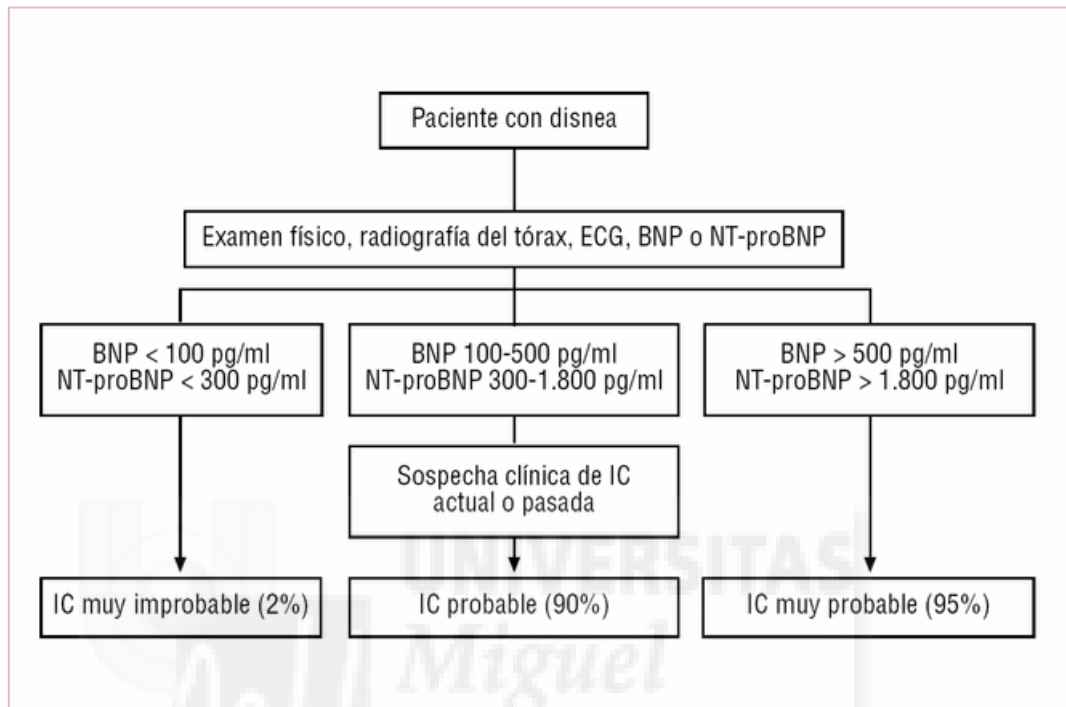 Paciente con disnea
Examen físico, radiografía del tórax, ECG, BNP o NT-proBNP
BNP < 100 pg/ml
NT-proBNP < 300 pg/ml
BNP 100-500 pg/ml
NT-proBNP 300-1.800 pg/ml
BNP > 500 pg/ml
NT-proBNP > 1.800 pg/ml
Sospecha clínica de IC
actual o pasada
IC muy improbable (2%)
IC probable (90%)
IC muy probable (95%)
UNIVERSITAS
Miguel